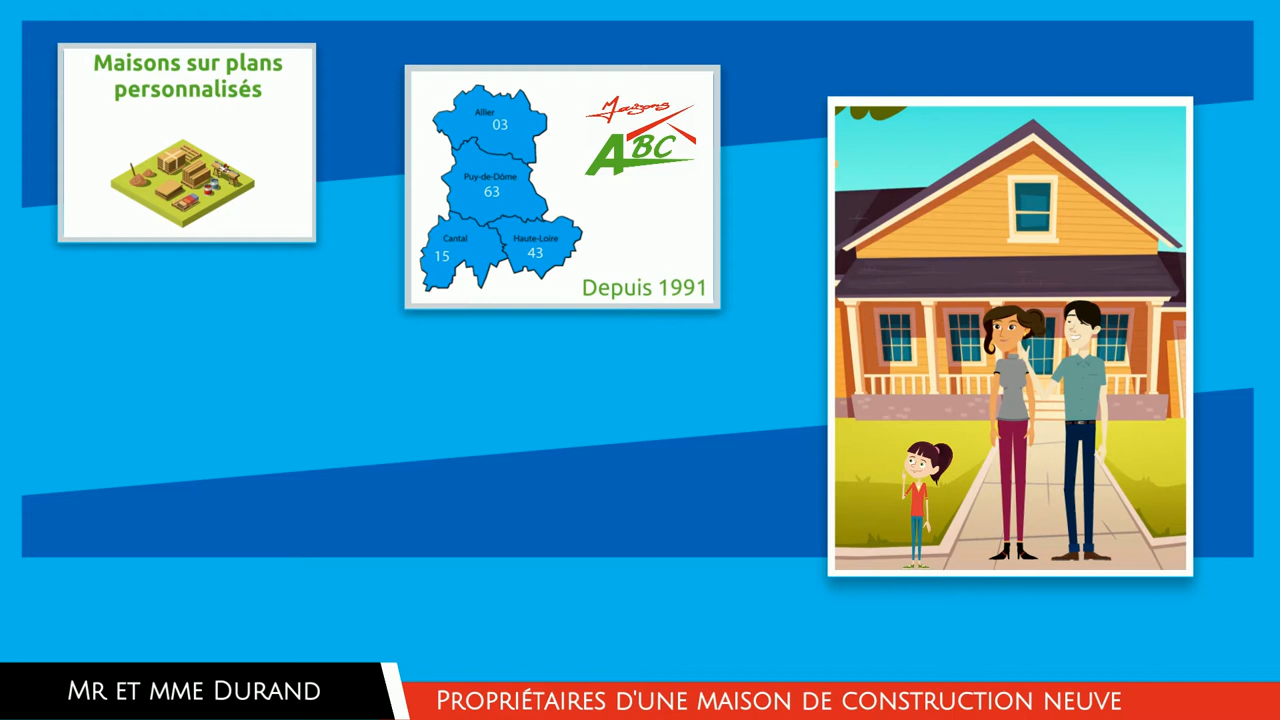 Maisons sur plans
personnalisés
Allier
03
Puy-de-Dôme
63
Cantal
15
Haute-Loire
43
Maisons
ABC
Depuis 1991
Mr et mme Durand
Propriétaires d'une maison de construction neuve